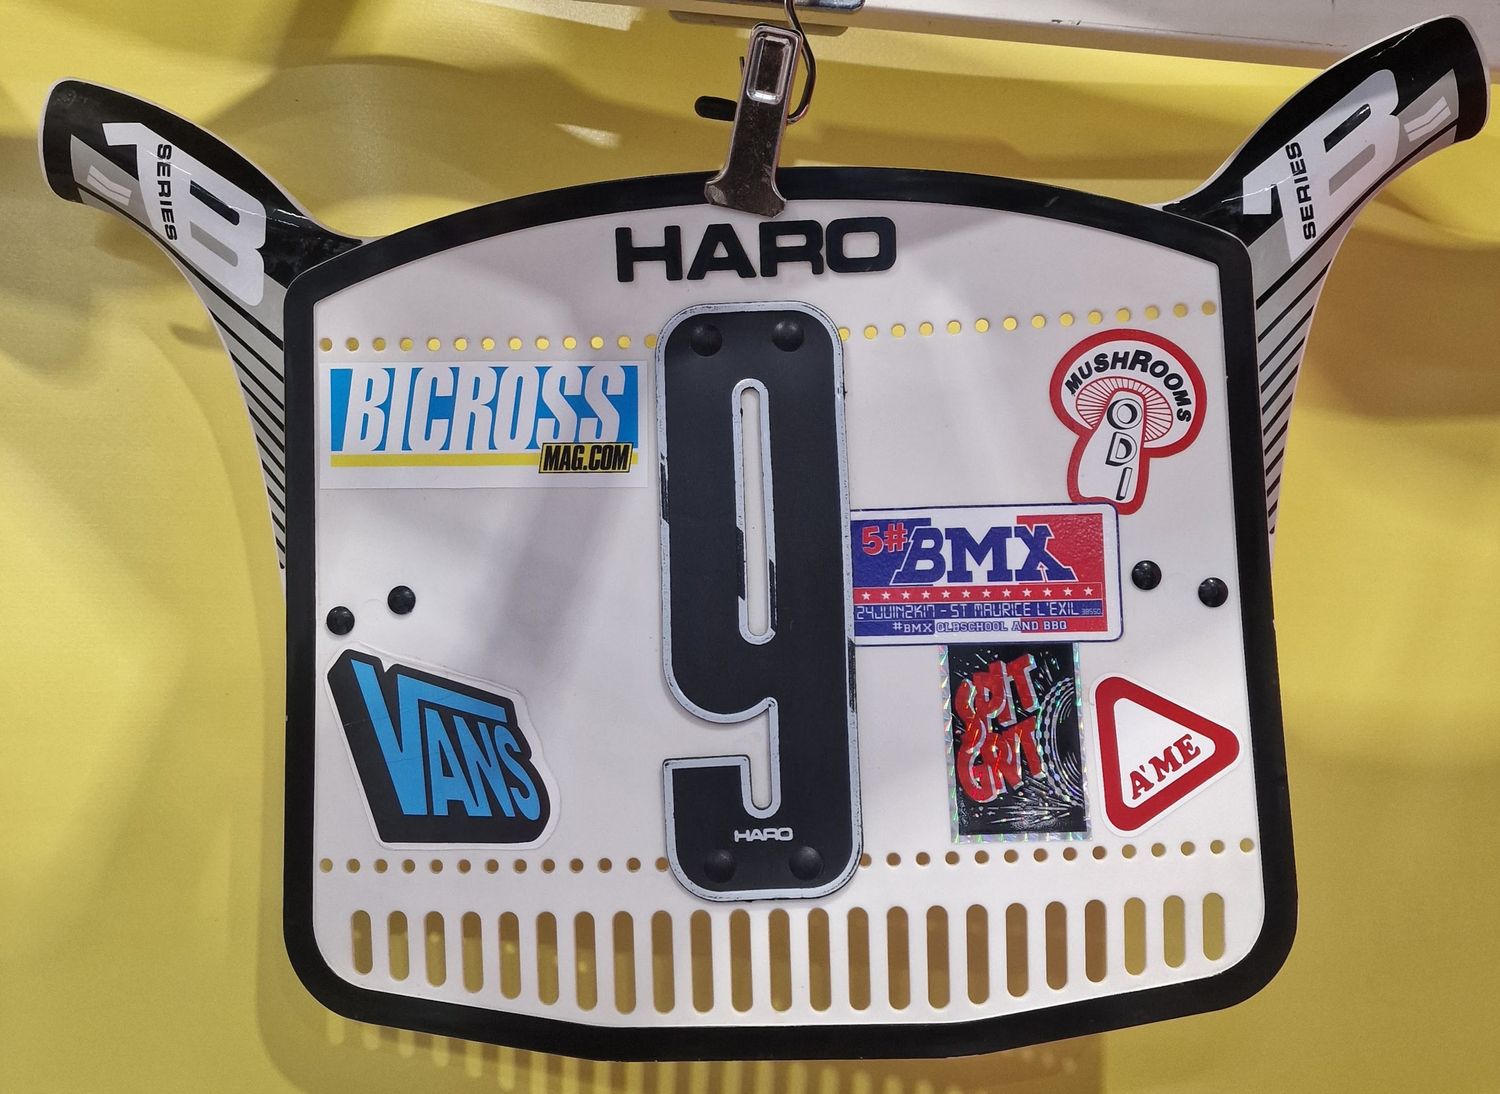 1B
SERIES
1B
SERIES
HARO
BICROSS
MAG.COM
9
HARO
MUSHROOMS
ODI
5# BMX
24JUIN2K17 - ST MAURICE L'EXIL 38550
#BMX OLDSCHOOL AND BBQ
VANS
SPIT
GRIT
A'ME